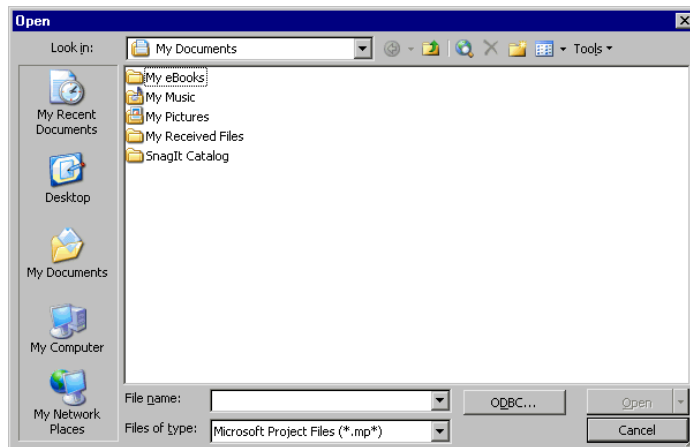 Open
Look in:
My Documents
Tools
My eBooks
My Music
My Pictures
My Received Files
SnagIt Catalog
My Recent
Documents
Desktop
My Documents
My Computer
My Network
Places
File name:
ODBC...
Open
Files of type:
Microsoft Project Files (*.mp*)
Cancel